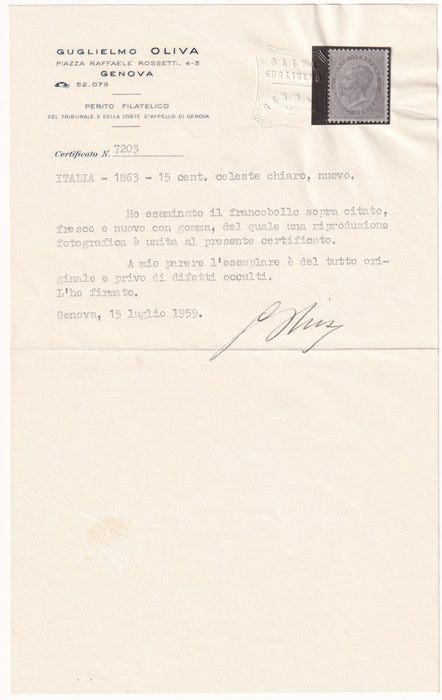 GUGLIELMO OLIVA
PIAZZA RAFFAELE ROSSETTI, 4-3
GENOVA
☎ 52.079
PERITO FILATELICO
DEL TRIBUNALE E DELLA CORTE D'APPELLO DI GENOVA
OLIVA
GUGLIELMO
Certificato N. 7203
ITALIA - 1863 - 15 cent. celeste chiaro, nuovo.
Ho esaminato il francobollo sopra citato,
fresco e nuovo con gomma, del quale una riproduzione
fotografica è unita al presente certificato.
A mio parere l'esemplare è del tutto ori-
ginale e privo di difetti occulti.
L'ho firmato.
Genova, 15 luglio 1959.